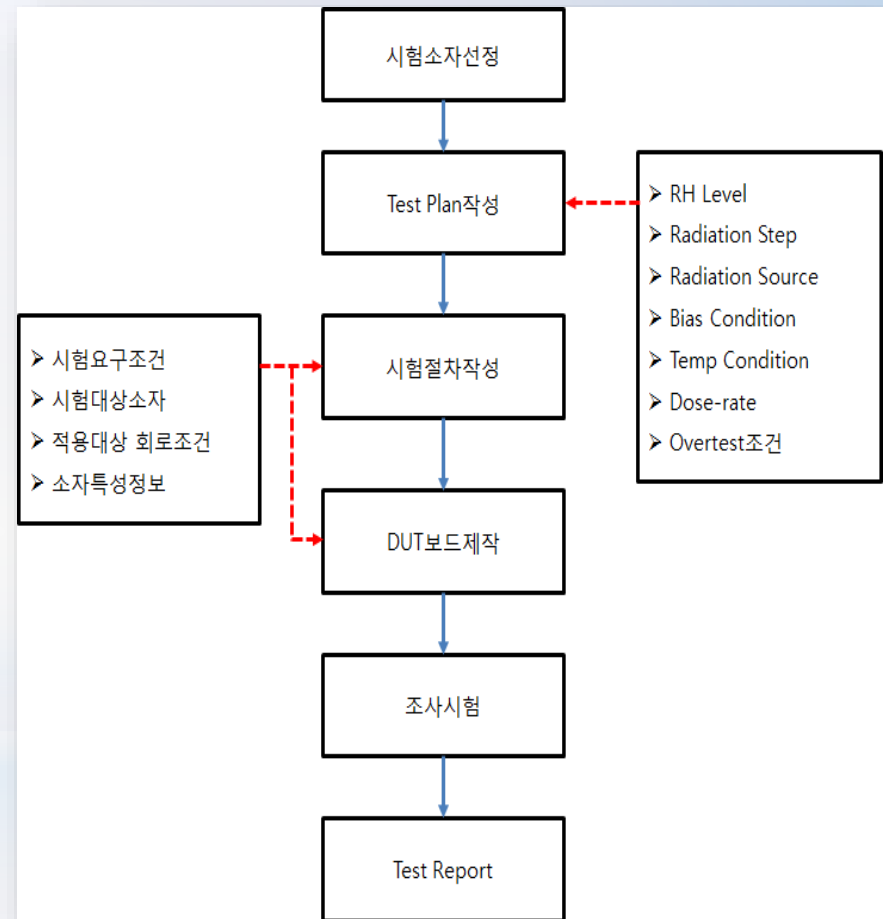 시험소자선정
Test Plan작성
➤ RH Level
➤ Radiation Step
➤ Radiation Source
➤ Bias Condition
➤ Temp Condition
➤ Dose-rate
➤ Overtest조건
➤ 시험요구조건
➤ 시험대상소자
➤ 적용대상 회로조건
➤ 소자특성정보
시험절차작성
DUT보드제작
조사시험
Test Report